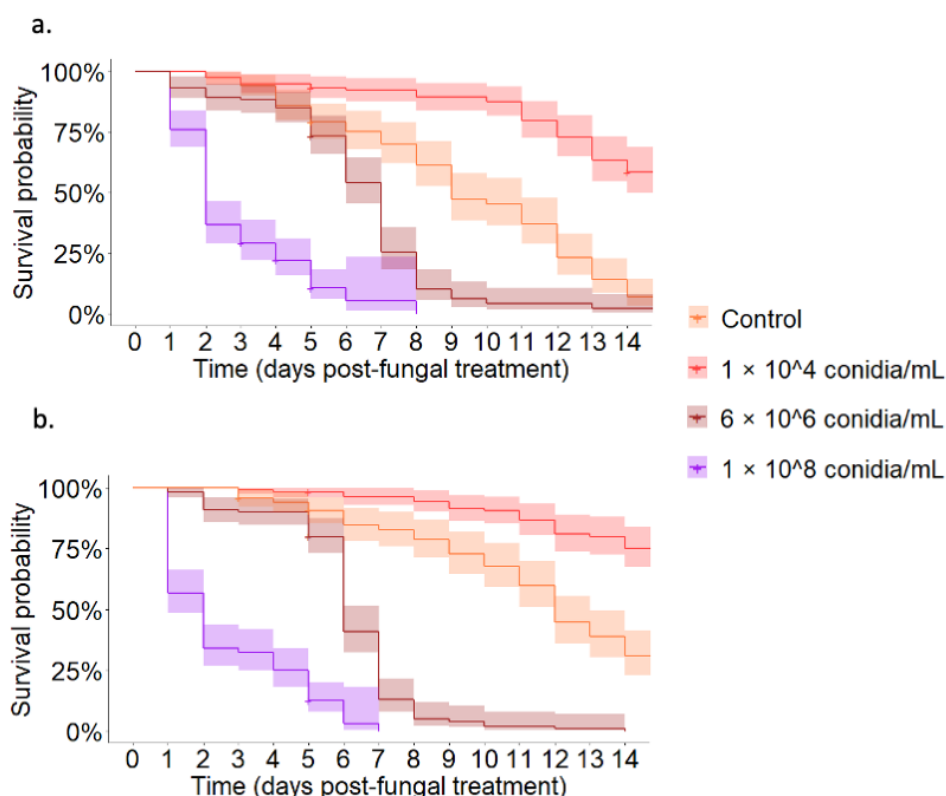 a.
100%
75%
50%
25%
0%
Survival probability
0 1 2 3 4 5 6 7 8 9 10 11 12 13 14
Time (days post-fungal treatment)
Control
1 × 10^4 conidia/mL
6 × 10^6 conidia/mL
1 × 10^8 conidia/mL
b.
100%
75%
50%
25%
0%
Survival probability
0 1 2 3 4 5 6 7 8 9 10 11 12 13 14
Time (days post-fungal treatment)